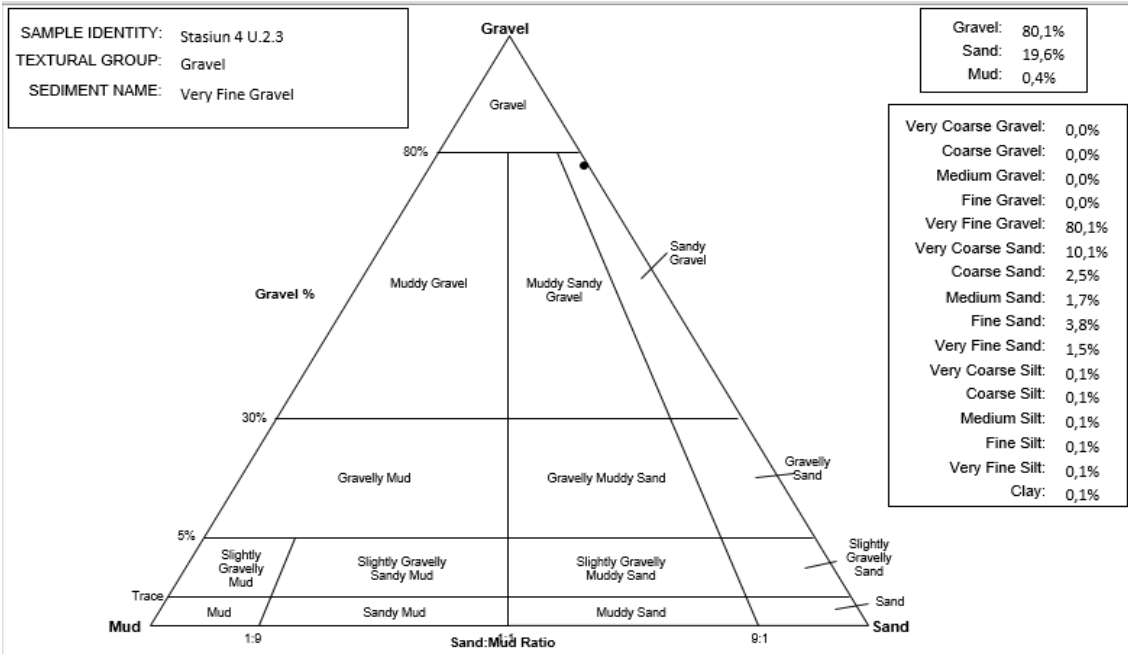 SAMPLE IDENTITY: Stasiun 4 U.2.3
TEXTURAL GROUP: Gravel
SEDIMENT NAME: Very Fine Gravel
Gravel: 80,1%
Sand: 19,6%
Mud: 0,4%
Very Coarse Gravel: 0,0%
Coarse Gravel: 0,0%
Medium Gravel: 0,0%
Fine Gravel: 0,0%
Very Fine Gravel: 80,1%
Very Coarse Sand: 10,1%
Coarse Sand: 2,5%
Medium Sand: 1,7%
Fine Sand: 3,8%
Very Fine Sand: 1,5%
Very Coarse Silt: 0,1%
Coarse Silt: 0,1%
Medium Silt: 0,1%
Fine Silt: 0,1%
Very Fine Silt: 0,1%
Clay: 0,1%
Gravel
Gravel
80%
Sandy
Gravel
Muddy Gravel
Muddy Sandy
Gravel
Gravel %
30%
Gravelly Mud
Gravelly Muddy Sand
Gravelly
Sand
5%
Slightly
Gravelly
Mud
Slightly Gravelly
Sandy Mud
Slightly Gravelly
Muddy Sand
Slightly
Gravelly
Sand
Trace
Mud
Sandy Mud
Muddy Sand
Sand
Mud
Sand
1:9
1:1
9:1
Sand:Mud Ratio